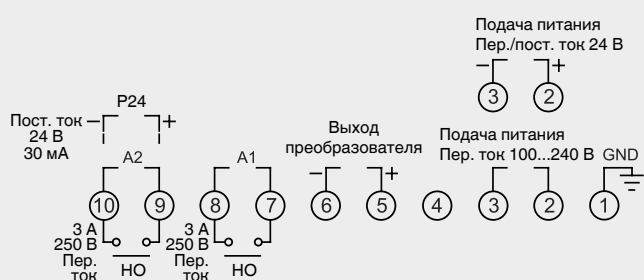 Подача питания
Пер./пост. ток 24 В
− +
3 2
Пост. ток
24 В
30 мА
− P24 +
A2
A1
Выход
преобразователя
− +
Подача питания
Пер. ток 100...240 В
GND
10 9 8 7 6 5 4 3 2 1
3 А
250 В
Пер.
ток
НО
3 А
250 В
Пер.
ток
НО